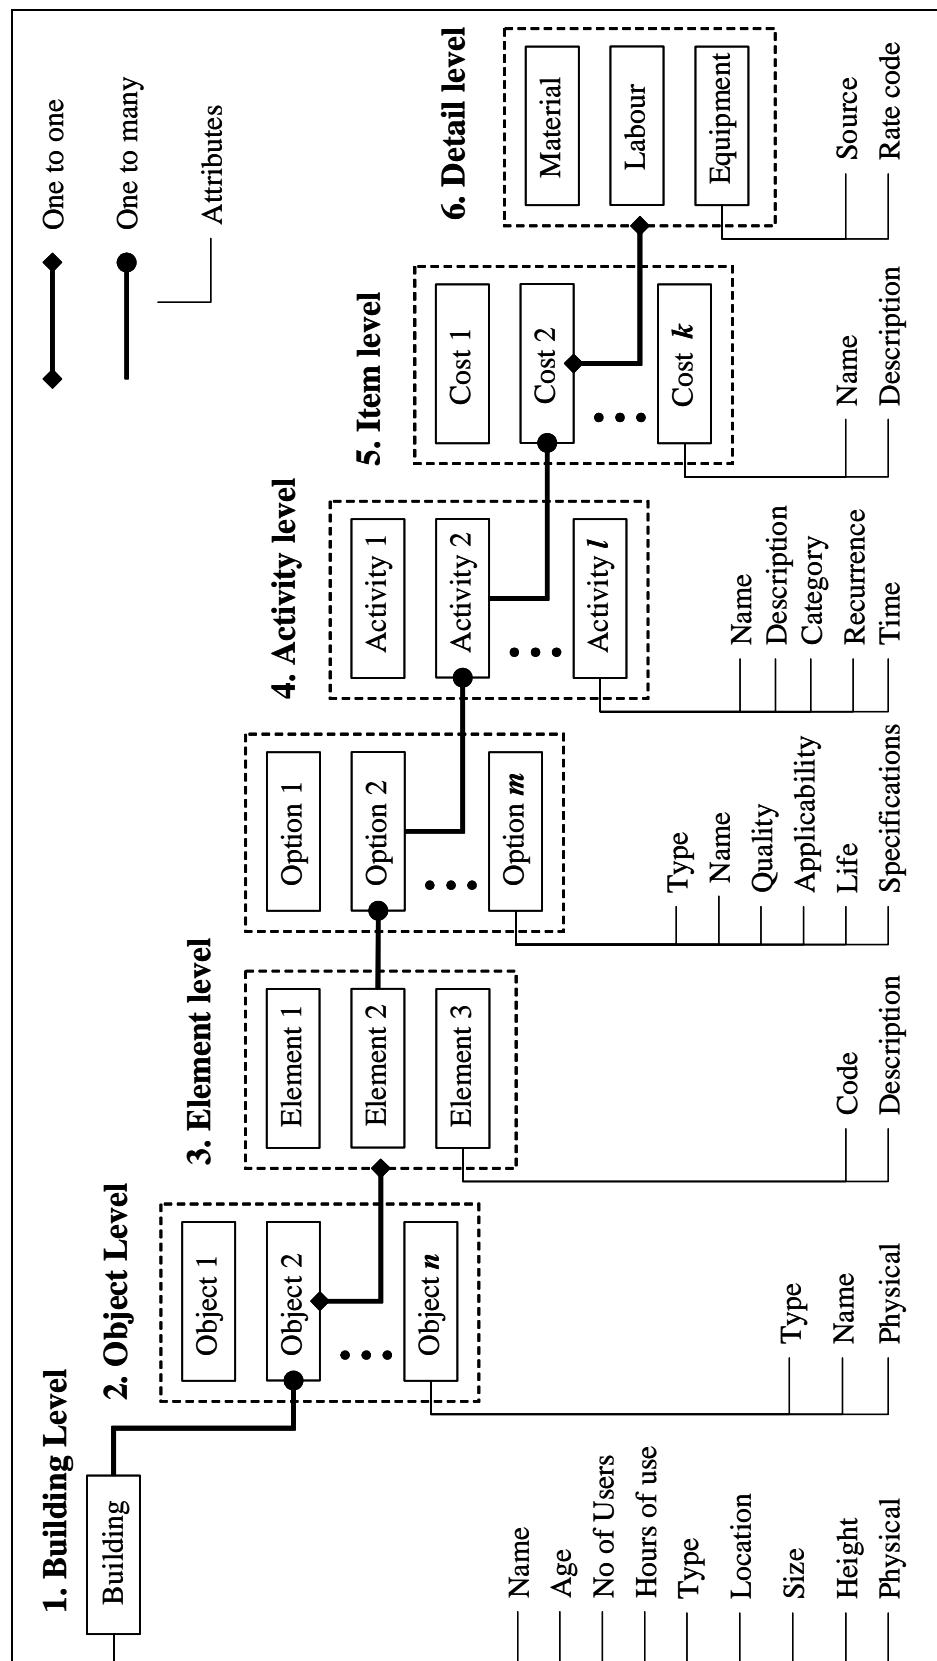 1. Building Level
Building
Name
Age
No of Users
Hours of use
Type
Location
Size
Height
Physical
2. Object Level
Object 1
Object 2
Object n
Type
Name
Physical
3. Element level
Element 1
Element 2
Element 3
Code
Description
Option 1
Option 2
Option m
Type
Name
Quality
Applicability
Life
Specifications
4. Activity level
Activity 1
Activity 2
Activity l
Name
Description
Category
Recurrence
Time
5. Item level
Cost 1
Cost 2
Cost k
Name
Description
6. Detail level
Material
Labour
Equipment
Source
Rate code
One to one
One to many
Attributes